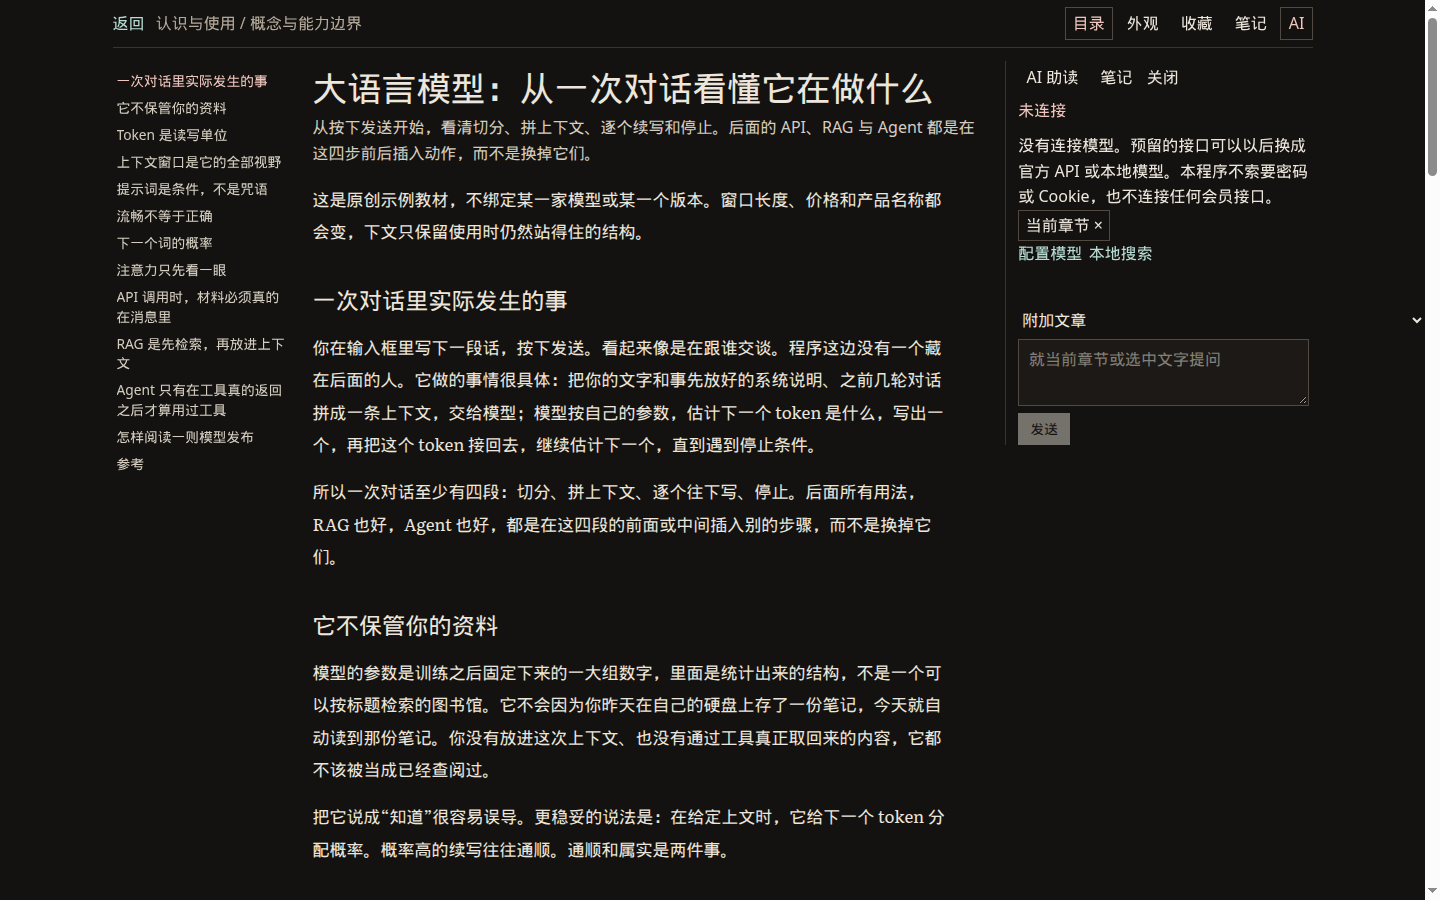 返回 认识与使用 / 概念与能力边界
目录 外观 收藏 笔记 AI
一次对话里实际发生的事
它不保管你的资料
Token 是读写单位
上下文窗口是它的全部视野
提示词是条件，不是咒语
流畅不等于正确
下一个词的概率
注意力只先看一眼
API 调用时，材料必须真的
在消息里
RAG 是先检索，再放进上下
文
Agent 只有在工具真的返回
之后才算用过工具
怎样阅读一则模型发布
参考
大语言模型：从一次对话看懂它在做什么
从按下发送开始，看清切分、拼上下文、逐个续写和停止。后面的 API、RAG 与 Agent 都是在
这四步前后插入动作，而不是换掉它们。
这是原创示例教材，不绑定某一家模型或某一个版本。窗口长度、价格和产品名称都
会变，下文只保留使用时仍然站得住的结构。
一次对话里实际发生的事
你在输入框里写下一段话，按下发送。看起来像是在跟谁交谈。程序这边没有一个藏
在后面的人。它做的事情很具体：把你的文字和事先放好的系统说明、之前几轮对话
拼成一条上下文，交给模型；模型按自己的参数，估计下一个 token 是什么，写出一
个，再把这个 token 接回去，继续估计下一个，直到遇到停止条件。
所以一次对话至少有四段：切分、拼上下文、逐个往下写、停止。后面所有用法，
RAG 也好，Agent 也好，都是在这四段的前面或中间插入别的步骤，而不是换掉它
们。
它不保管你的资料
模型的参数是训练之后固定下来的一大组数字，里面是统计出来的结构，不是一个可
以按标题检索的图书馆。它不会因为你昨天在自己的硬盘上存了一份笔记，今天就自
动读到那份笔记。你没有放进这次上下文、也没有通过工具真正取回来的内容，它都
不该被当成已经查阅过。
把它说成“知道”很容易误导。更稳妥的说法是：在给定上文时，它给下一个 token 分
配概率。概率高的续写往往通顺。通顺和属实是两件事。
AI 助读 笔记 关闭
未连接
没有连接模型。预留的接口可以以后换成
官方 API 或本地模型。本程序不索要密码
或 Cookie，也不连接任何会员接口。
当前章节 ×
配置模型 本地搜索
附加文章
就当前章节或选中文字提问
发送